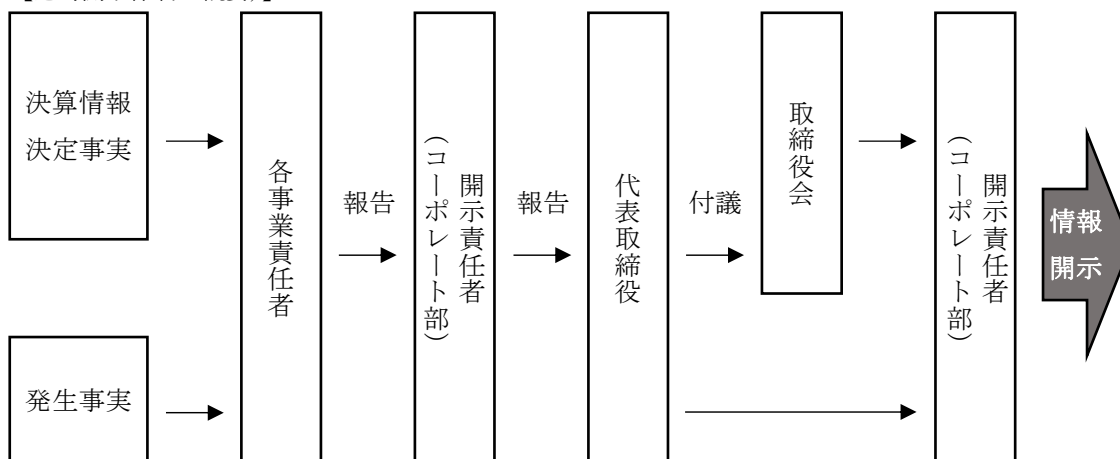 決算情報
決定事実
発生事実
各事業責任者
報告
開示責任者
(コーポレート部)
報告
代表取締役
付議
取締役会
開示責任者
(コーポレート部)
情報
開示